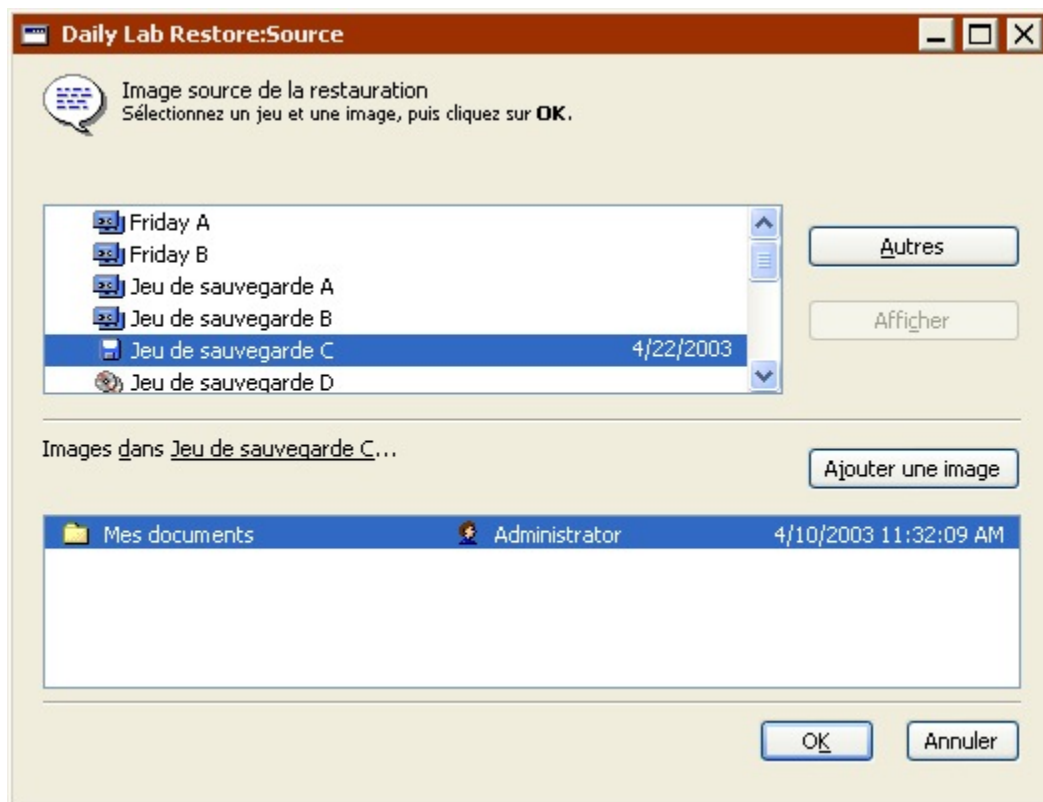 Daily Lab Restore:Source
Image source de la restauration
Sélectionnez un jeu et une image, puis cliquez sur OK.
Friday A
Friday B
Jeu de sauvegarde A
Jeu de sauvegarde B
Jeu de sauvegarde C 4/22/2003
Jeu de sauvegarde D
Autres
Afficher
Images dans Jeu de sauvegarde C...
Ajouter une image
Mes documents Administrator 4/10/2003 11:32:09 AM
OK Annuler